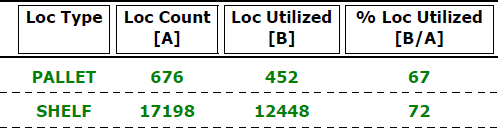 Loc Type Loc Count [A] Loc Utilized [B] % Loc Utilized [B/A]
PALLET 676 452 67
SHELF 17198 12448 72